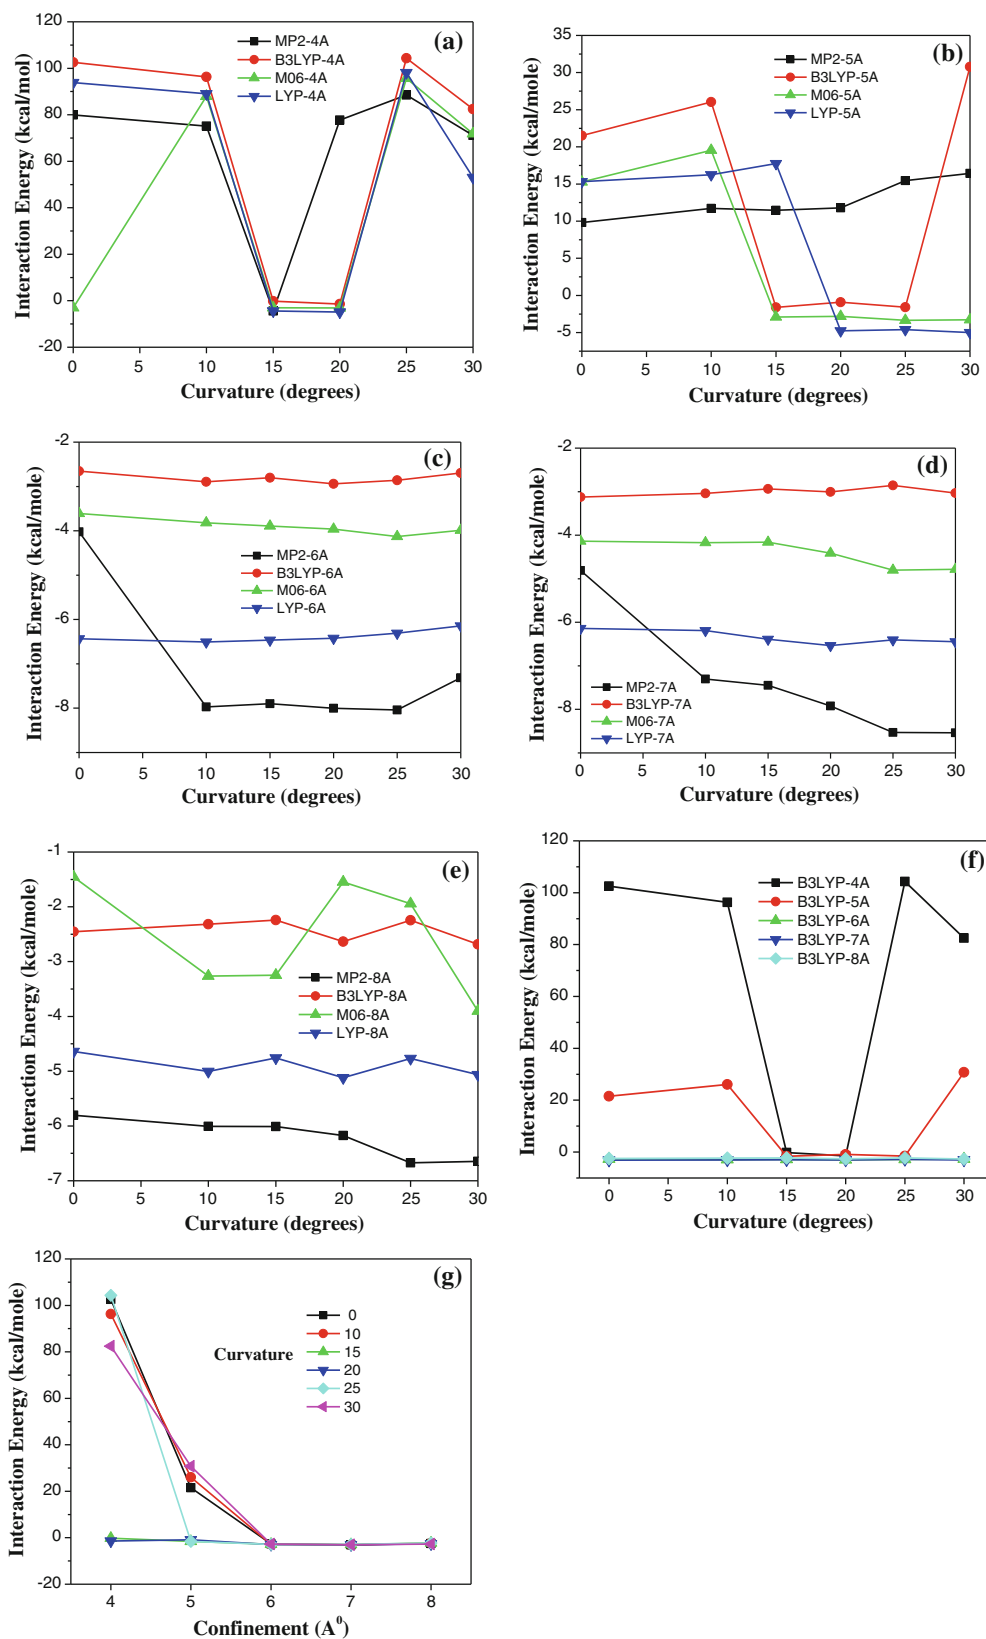 (a)
MP2-4A
B3LYP-4A
M06-4A
LYP-4A
Interaction Energy (kcal/mol)
120
100
80
60
40
20
0
-20
0
5
10
15
20
25
30
Curvature (degrees)
(b)
MP2-5A
B3LYP-5A
M06-5A
LYP-5A
Interaction Energy (kcal/mole)
35
30
25
20
15
10
5
0
-5
0
5
10
15
20
25
30
Curvature (degrees)
(c)
MP2-6A
B3LYP-6A
M06-6A
LYP-6A
Interaction Energy (kcal/mole)
-2
-4
-6
-8
0
5
10
15
20
25
30
Curvature (degrees)
(d)
MP2-7A
B3LYP-7A
M06-7A
LYP-7A
Interaction Energy (kcal/mole)
-2
-4
-6
-8
0
5
10
15
20
25
30
Curvature (degrees)
(e)
MP2-8A
B3LYP-8A
M06-8A
LYP-8A
Interaction Energy (kcal/mole)
-1
-2
-3
-4
-5
-6
-7
0
5
10
15
20
25
30
Curvature (degrees)
(f)
B3LYP-4A
B3LYP-5A
B3LYP-6A
B3LYP-7A
B3LYP-8A
Interaction Energy (kcal/mole)
120
100
80
60
40
20
0
0
5
10
15
20
25
30
Curvature (degrees)
(g)
Curvature
0
10
15
20
25
30
Interaction Energy (kcal/mole)
120
100
80
60
40
20
0
-20
4
5
6
7
8
Confinement (A⁰)